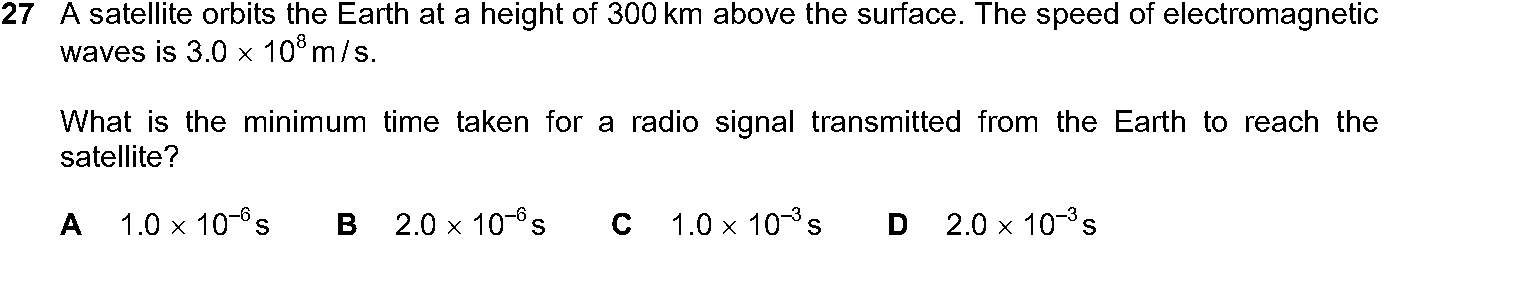 27 A satellite orbits the Earth at a height of 300 km above the surface. The speed of electromagnetic
waves is 3.0 × 10⁸ m / s.
What is the minimum time taken for a radio signal transmitted from the Earth to reach the
satellite?
A 1.0 × 10⁻⁶ s B 2.0 × 10⁻⁶ s C 1.0 × 10⁻³ s D 2.0 × 10⁻³ s